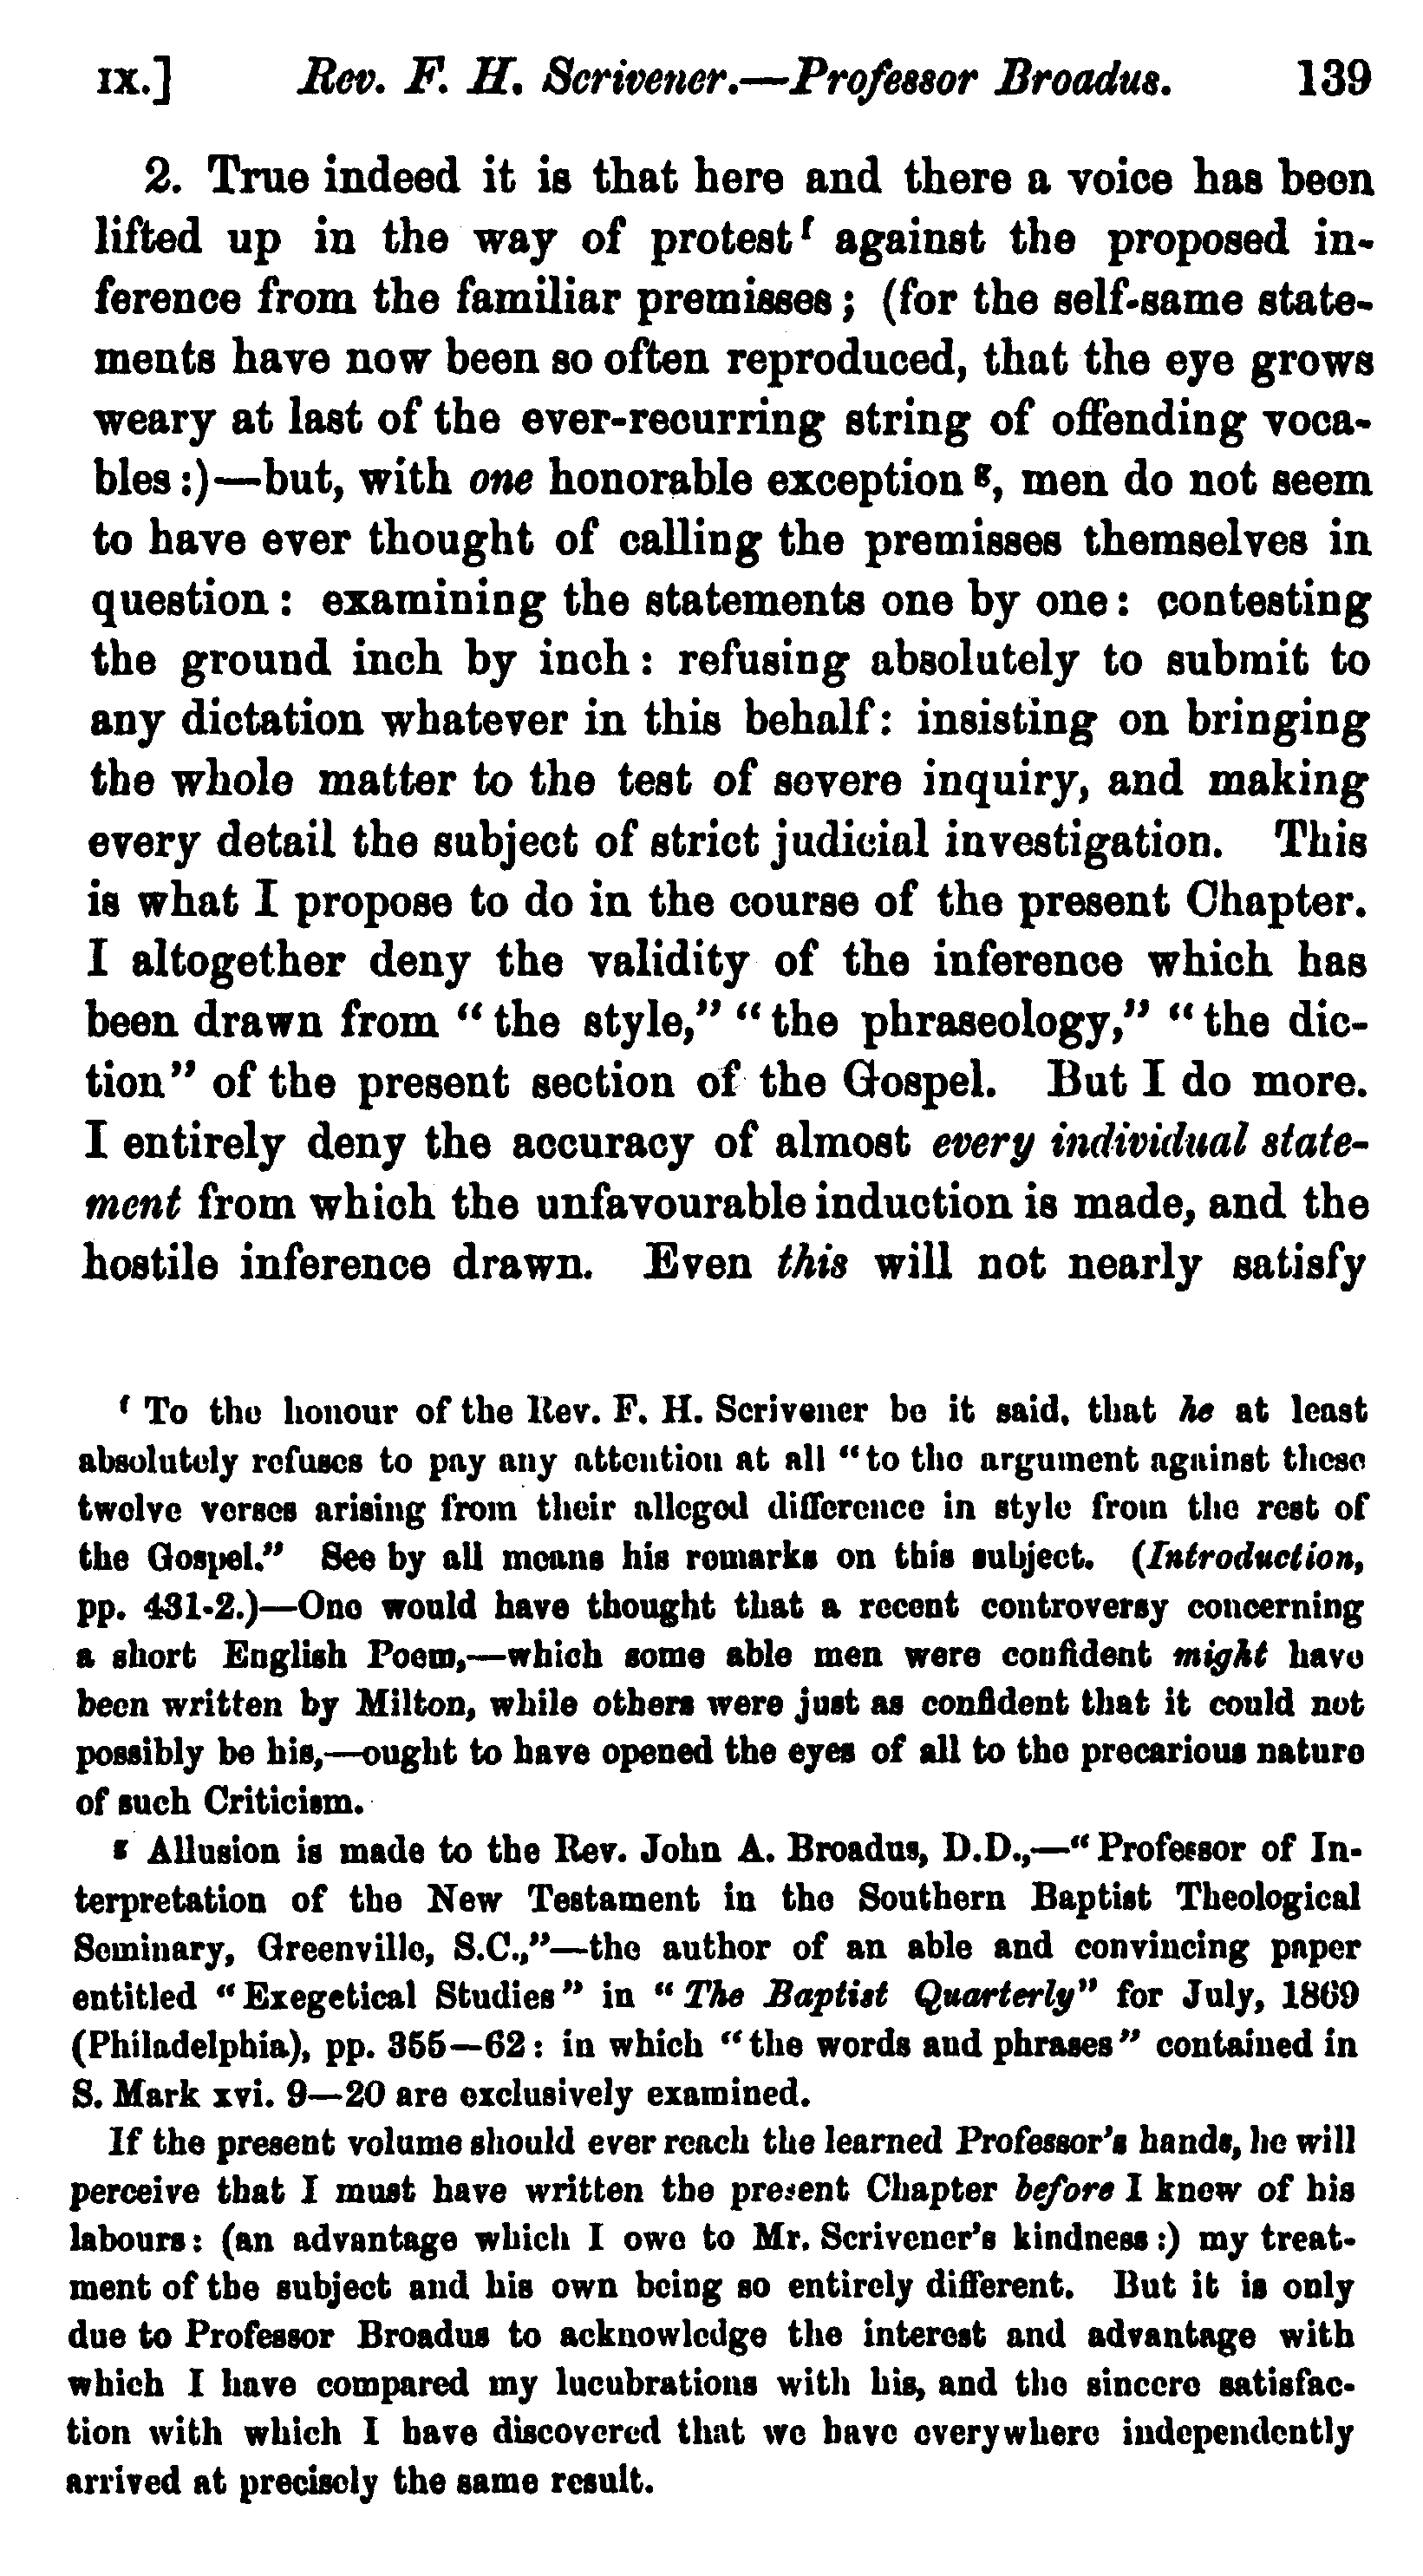 IX.] Rev. F. H. Scrivener.—Professor Broadus. 139
2. True indeed it is that here and there a voice has been
lifted up in the way of protest f against the proposed in-
ference from the familiar premisses; (for the self-same state-
ments have now been so often reproduced, that the eye grows
weary at last of the ever-recurring string of offending voca-
bles:)—but, with one honorable exception g, men do not seem
to have ever thought of calling the premisses themselves in
question: examining the statements one by one: contesting
the ground inch by inch: refusing absolutely to submit to
any dictation whatever in this behalf: insisting on bringing
the whole matter to the test of severe inquiry, and making
every detail the subject of strict judicial investigation. This
is what I propose to do in the course of the present Chapter.
I altogether deny the validity of the inference which has
been drawn from "the style," "the phraseology," "the dic-
tion" of the present section of the Gospel. But I do more.
I entirely deny the accuracy of almost every individual state-
ment from which the unfavourable induction is made, and the
hostile inference drawn. Even this will not nearly satisfy
f To the honour of the Rev. F. H. Scrivener be it said, that he at least
absolutely refuses to pay any attention at all "to the argument against these
twelve verses arising from their alleged difference in style from the rest of
the Gospel." See by all means his remarks on this subject. (Introduction,
pp. 431-2.)—One would have thought that a recent controversy concerning
a short English Poem,—which some able men were confident might have
been written by Milton, while others were just as confident that it could not
possibly be his,—ought to have opened the eyes of all to the precarious nature
of such Criticism.
g Allusion is made to the Rev. John A. Broadus, D.D.,—"Professor of In-
terpretation of the New Testament in the Southern Baptist Theological
Seminary, Greenville, S.C.,"—the author of an able and convincing paper
entitled "Exegetical Studies" in "The Baptist Quarterly" for July, 1869
(Philadelphia), pp. 355—62: in which "the words and phrases" contained in
S. Mark xvi. 9—20 are exclusively examined.
If the present volume should ever reach the learned Professor's hands, he will
perceive that I must have written the present Chapter before I knew of his
labours: (an advantage which I owe to Mr. Scrivener's kindness:) my treat-
ment of the subject and his own being so entirely different. But it is only
due to Professor Broadus to acknowledge the interest and advantage with
which I have compared my lucubrations with his, and the sincere satisfac-
tion with which I have discovered that we have everywhere independently
arrived at precisely the same result.